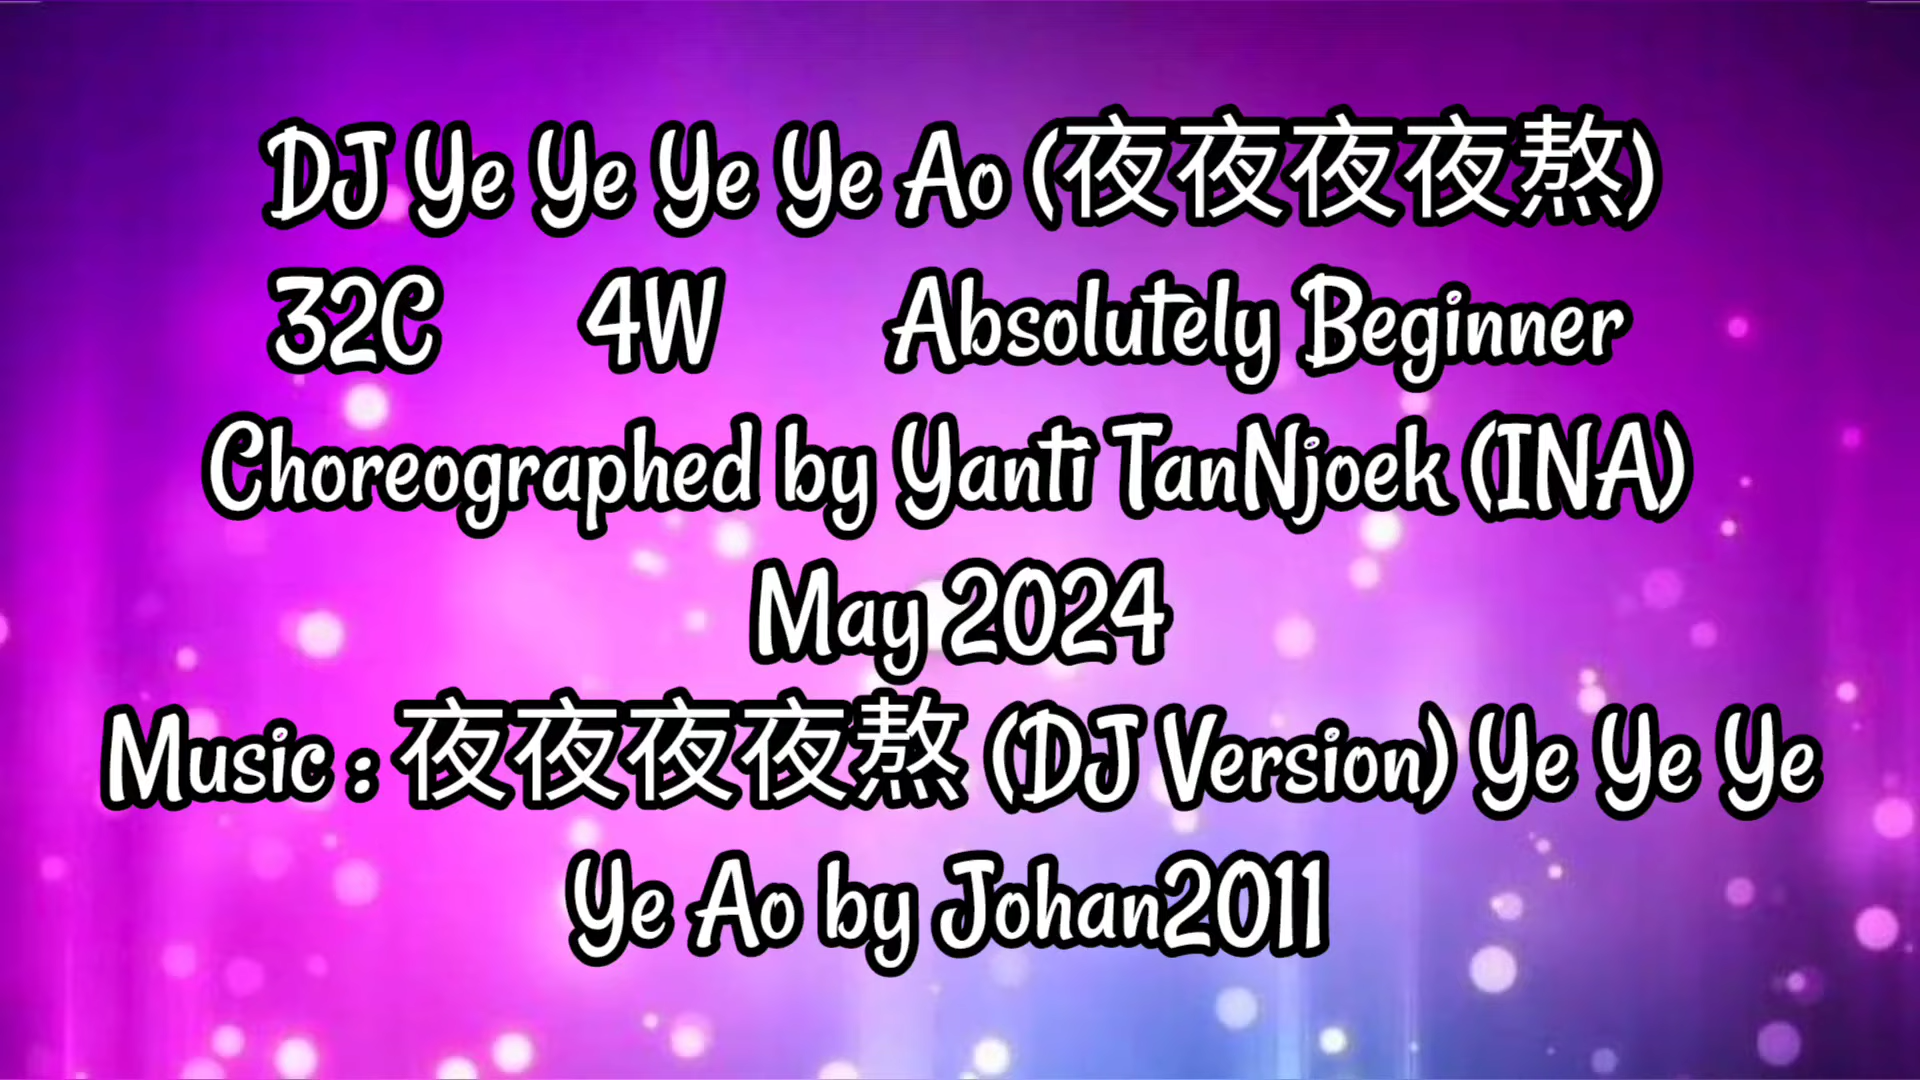 DJ Ye Ye Ye Ye Ao (夜夜夜夜熬)
32C 4W Absolutely Beginner
Choreographed by Yanti TanNjoek (INA)
May 2024
Music : 夜夜夜夜熬 (DJ Version) Ye Ye Ye
Ye Ao by Johan2011